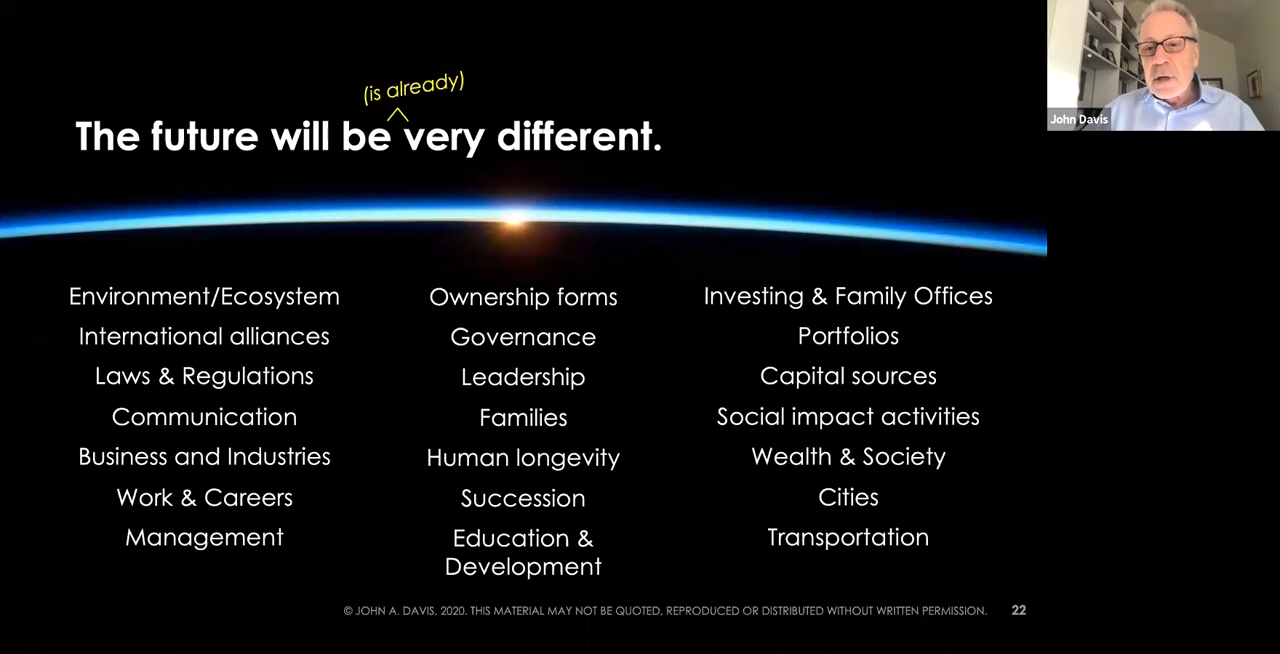 (is already)
The future will be very different.
John Davis
Environment/Ecosystem
International alliances
Laws & Regulations
Communication
Business and Industries
Work & Careers
Management
Ownership forms
Governance
Leadership
Families
Human longevity
Succession
Education &
Development
Investing & Family Offices
Portfolios
Capital sources
Social impact activities
Wealth & Society
Cities
Transportation
© JOHN A. DAVIS, 2020. THIS MATERIAL MAY NOT BE QUOTED, REPRODUCED OR DISTRIBUTED WITHOUT WRITTEN PERMISSION. 22